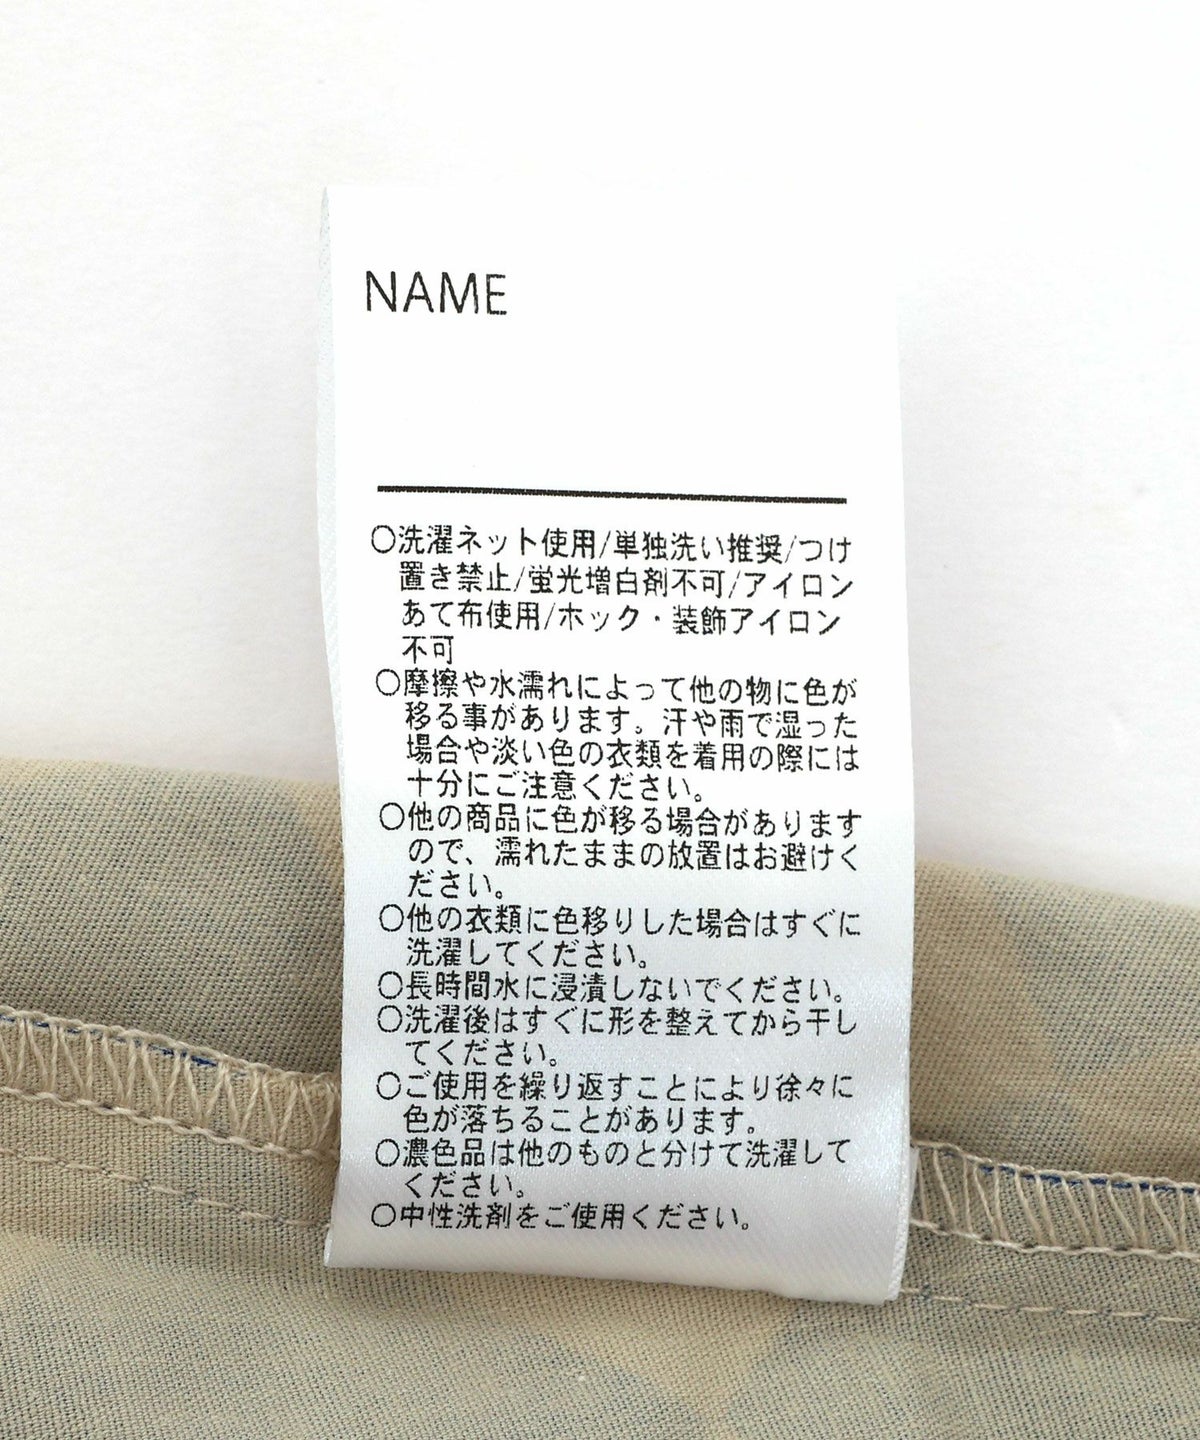 NAME
○洗濯ネット使用/単独洗い推奨/つけ
置き禁止/蛍光増白剤不可/アイロン
あて布使用/ホック・装飾アイロン
不可
○摩擦や水濡れによって他の物に色が
移る事があります。汗や雨で湿った
場合や淡い色の衣類を着用の際には
十分にご注意ください。
○他の商品に色が移る場合があります
ので、濡れたままの放置はお避けく
ださい。
○他の衣類に色移りした場合はすぐに
洗濯してください。
○長時間水に浸漬しないでください。
○洗濯後はすぐに形を整えてから干し
てください。
○ご使用を繰り返すことにより徐々に
色が落ちることがあります。
○濃色品は他のものと分けて洗濯して
ください。
○中性洗剤をご使用ください。